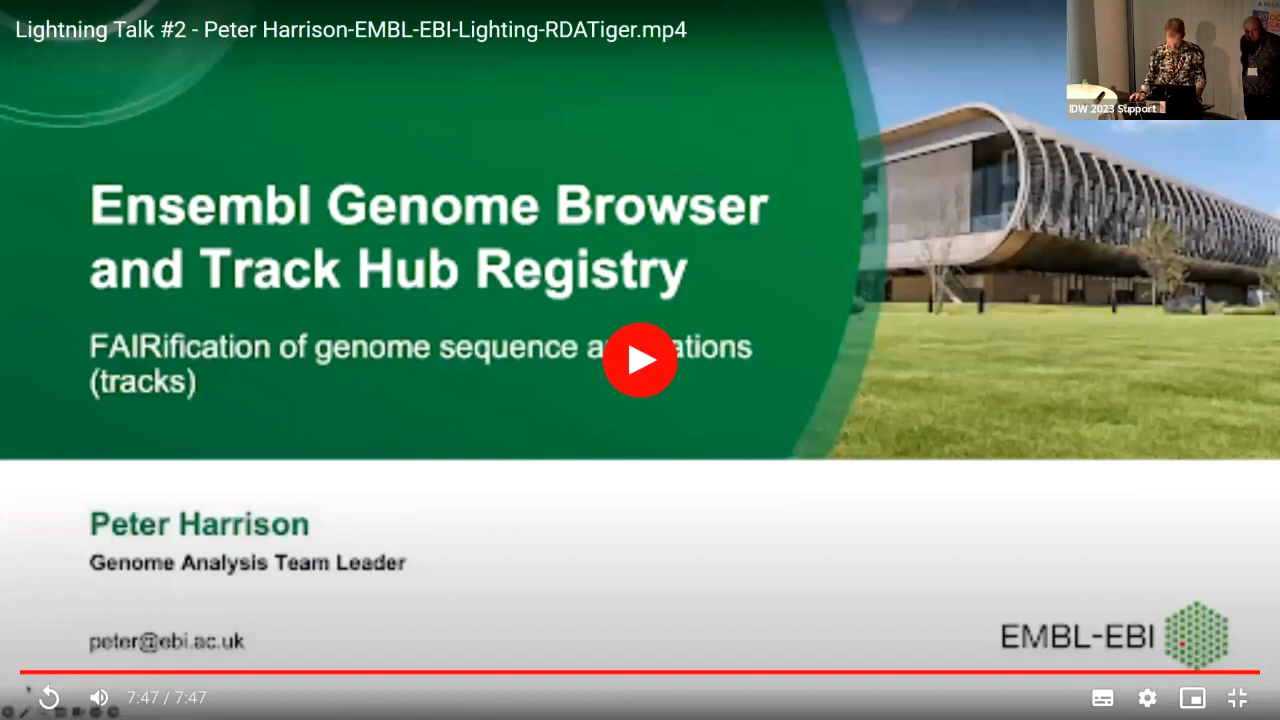 Lightning Talk #2 - Peter Harrison-EMBL-EBI-Lighting-RDATiger.mp4
IDW 2023 Support
Ensembl Genome Browser
and Track Hub Registry
FAIRification of genome sequence
(tracks)
Peter Harrison
Genome Analysis Team Leader
peter@ebi.ac.uk
EMBL-EBI
7:47 / 7:47